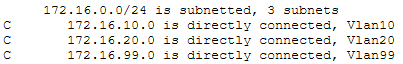 172.16.0.0/24 is subnetted, 3 subnets
C 172.16.10.0 is directly connected, Vlan10
C 172.16.20.0 is directly connected, Vlan20
C 172.16.99.0 is directly connected, Vlan99